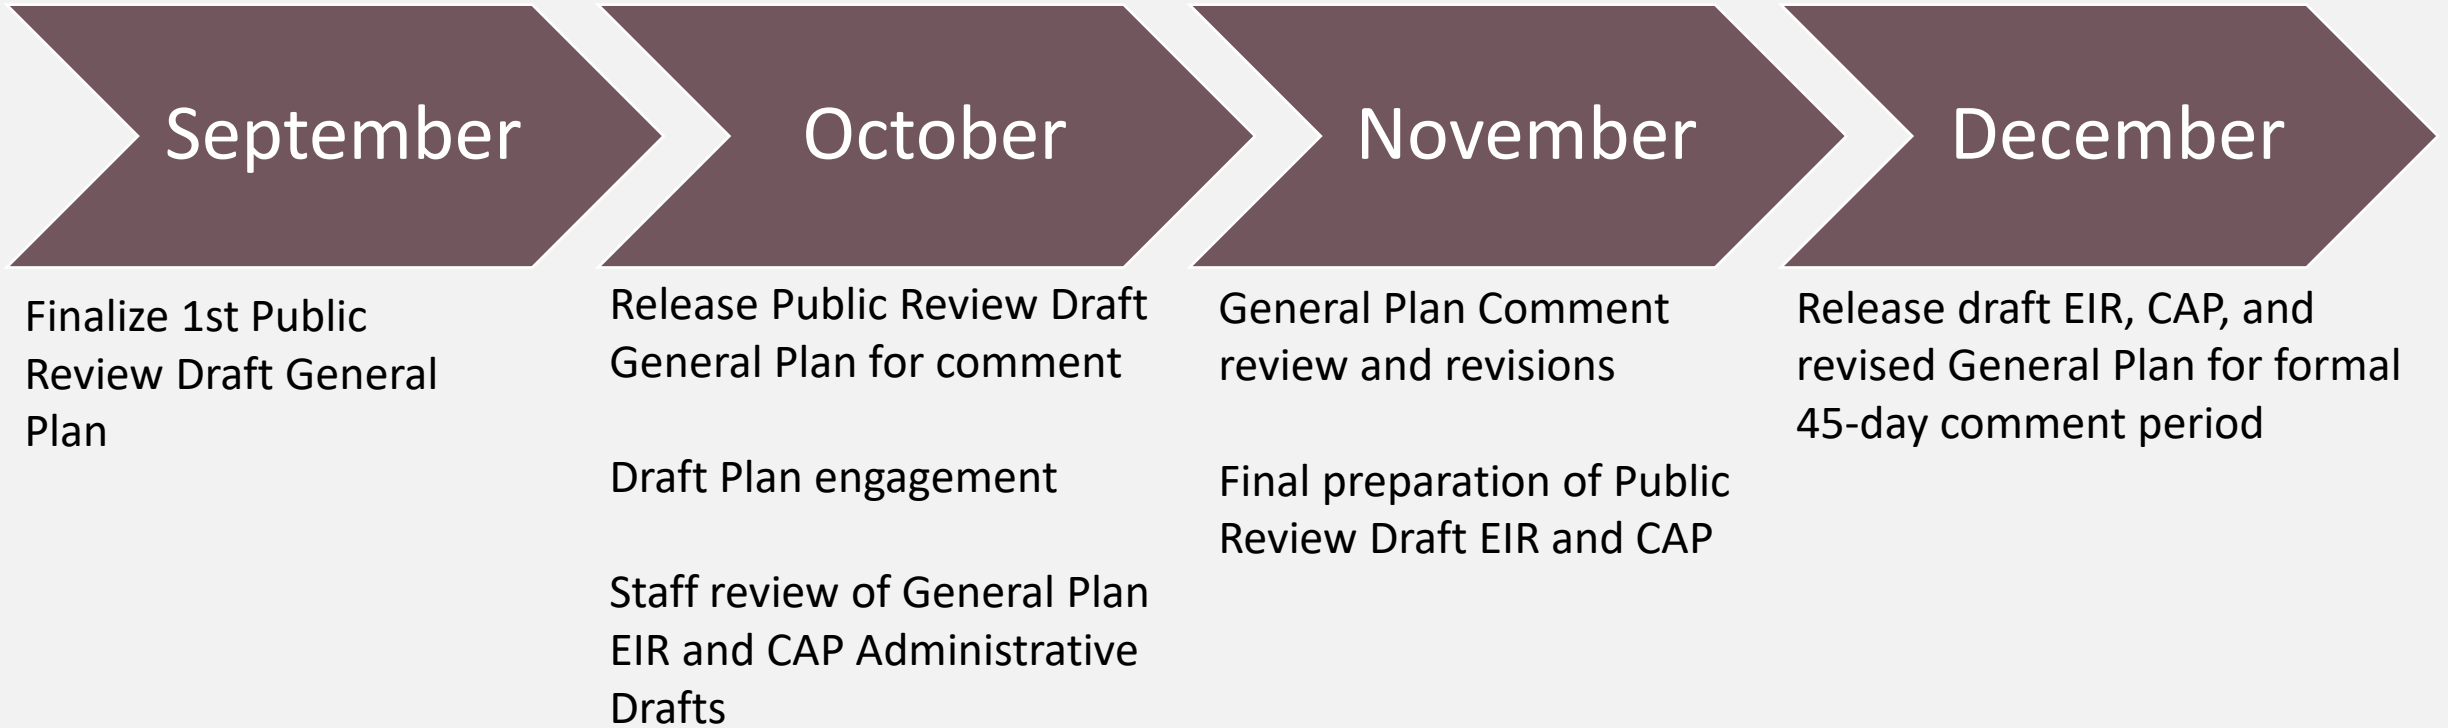 September
October
November
December
Finalize 1st Public
Review Draft General
Plan
Release Public Review Draft
General Plan for comment
Draft Plan engagement
Staff review of General Plan
EIR and CAP Administrative
Drafts
General Plan Comment
review and revisions
Final preparation of Public
Review Draft EIR and CAP
Release draft EIR, CAP, and
revised General Plan for formal
45-day comment period